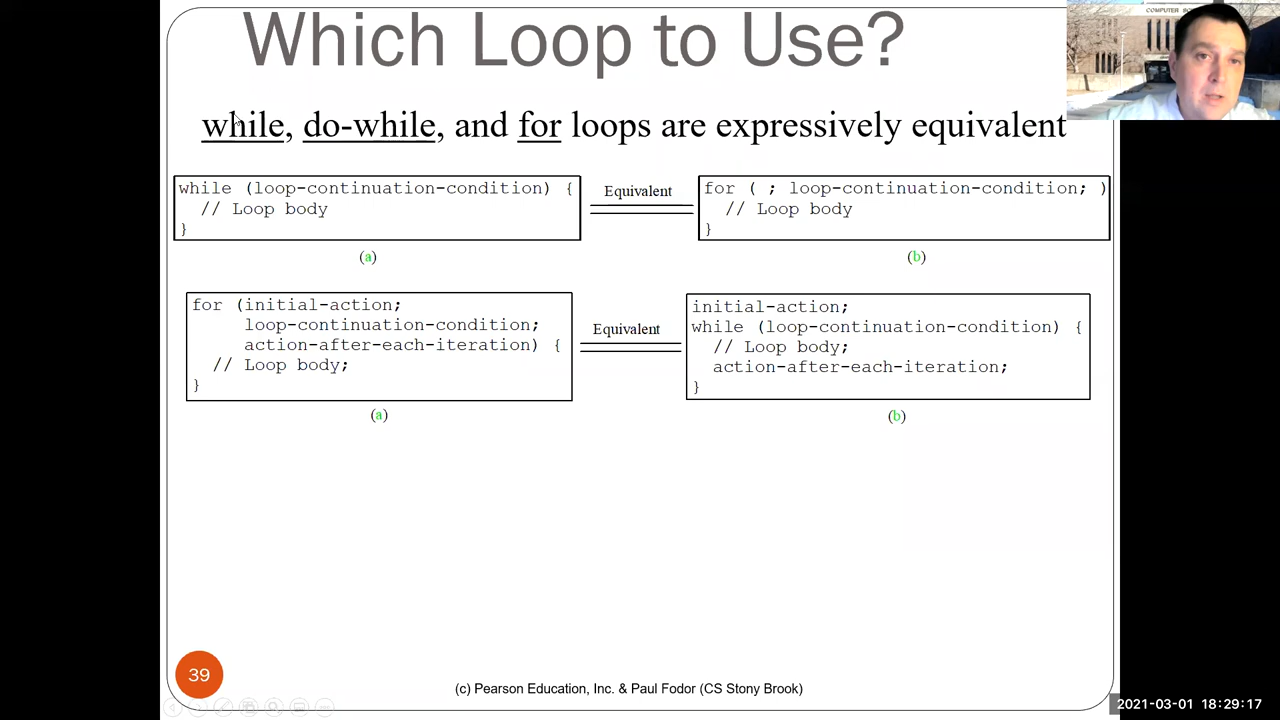 Which Loop to Use?
COMPUTER
while, do-while, and for loops are expressively equivalent
while (loop-continuation-condition) {
// Loop body
}
(a)
Equivalent
for ( ; loop-continuation-condition; )
// Loop body
}
(b)
for (initial-action;
loop-continuation-condition;
action-after-each-iteration) {
// Loop body;
}
(a)
Equivalent
initial-action;
while (loop-continuation-condition) {
// Loop body;
action-after-each-iteration;
}
(b)
39
(c) Pearson Education, Inc. & Paul Fodor (CS Stony Brook)
2021-03-01 18:29:17